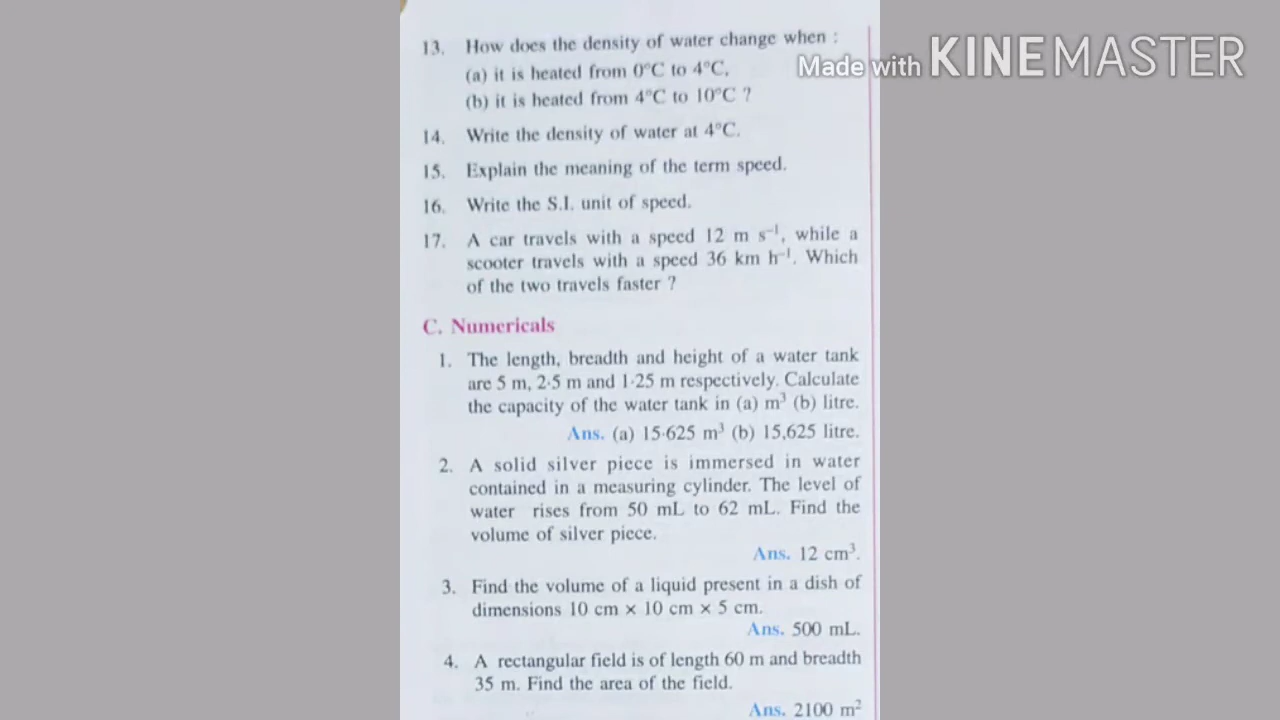 Made with KINEMASTER
13. How does the density of water change when :
(a) it is heated from 0°C to 4°C,
(b) it is heated from 4°C to 10°C ?
14. Write the density of water at 4°C.
15. Explain the meaning of the term speed.
16. Write the S.I. unit of speed.
17. A car travels with a speed 12 m s⁻¹, while a
scooter travels with a speed 36 km h⁻¹. Which
of the two travels faster ?
C. Numericals
1. The length, breadth and height of a water tank
are 5 m, 2·5 m and 1·25 m respectively. Calculate
the capacity of the water tank in (a) m³ (b) litre.
Ans. (a) 15·625 m³ (b) 15,625 litre.
2. A solid silver piece is immersed in water
contained in a measuring cylinder. The level of
water rises from 50 mL to 62 mL. Find the
volume of silver piece.
Ans. 12 cm³.
3. Find the volume of a liquid present in a dish of
dimensions 10 cm × 10 cm × 5 cm.
Ans. 500 mL.
4. A rectangular field is of length 60 m and breadth
35 m. Find the area of the field.
Ans. 2100 m²